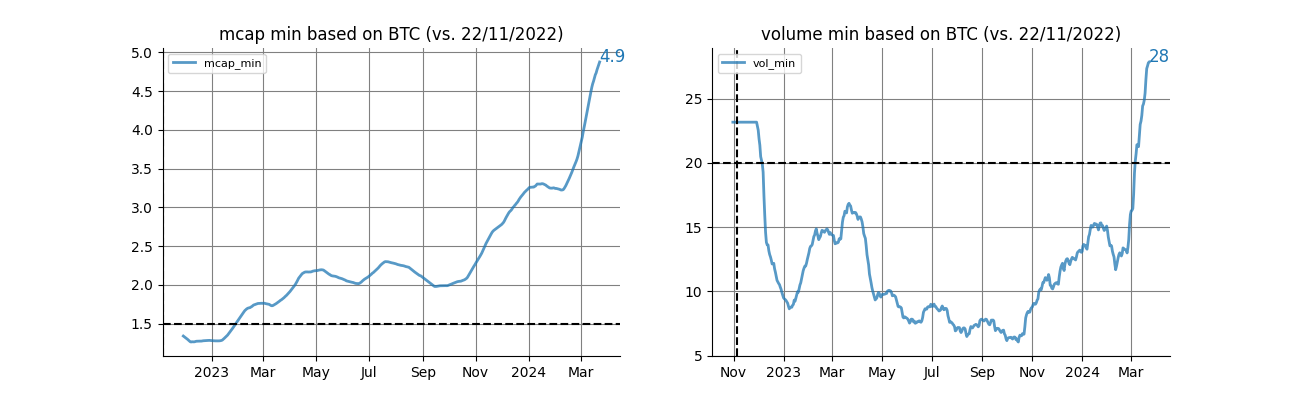 mcap min based on BTC (vs. 22/11/2022)
mcap_min
4.9
5.0
4.5
4.0
3.5
3.0
2.5
2.0
1.5
2023 Mar May Jul Sep Nov 2024 Mar
volume min based on BTC (vs. 22/11/2022)
vol_min
28
25
20
15
10
5
Nov 2023 Mar May Jul Sep Nov 2024 Mar